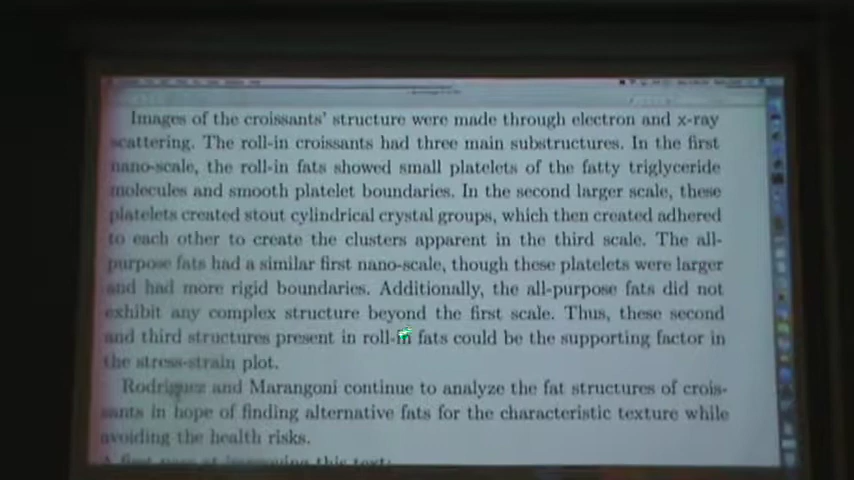 Images of the croissants' structure were made through electron and x-ray
scattering. The roll-in croissants had three main substructures. In the first
nano-scale, the roll-in fats showed small platelets of the fatty triglyceride
molecules and smooth platelet boundaries. In the second larger scale, these
platelets created stout cylindrical crystal groups, which then created adhered
to each other to create the clusters apparent in the third scale. The all-
purpose fats had a similar first nano-scale, though these platelets were larger
and had more rigid boundaries. Additionally, the all-purpose fats did not
exhibit any complex structure beyond the first scale. Thus, these second
and third structures present in roll-in fats could be the supporting factor in
the stress-strain plot.
Rodriguez and Marangoni continue to analyze the fat structures of crois-
sants in hope of finding alternative fats for the characteristic texture while
avoiding the health risks.
A first pass at improving this text: